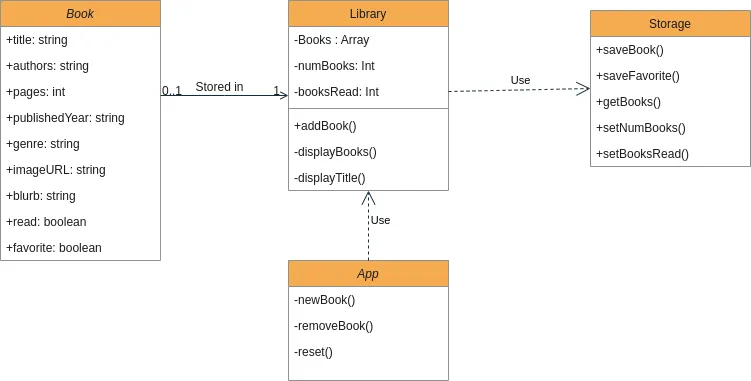 Book
+title: string
+authors: string
+pages: int
+publishedYear: string
+genre: string
+imageURL: string
+blurb: string
+read: boolean
+favorite: boolean
0..1
Stored in
1
Library
-Books : Array
-numBooks: Int
-booksRead: Int
+addBook()
-displayBooks()
-displayTitle()
Use
Storage
+saveBook()
+saveFavorite()
+getBooks()
+setNumBooks()
+setBooksRead()
Use
App
-newBook()
-removeBook()
-reset()